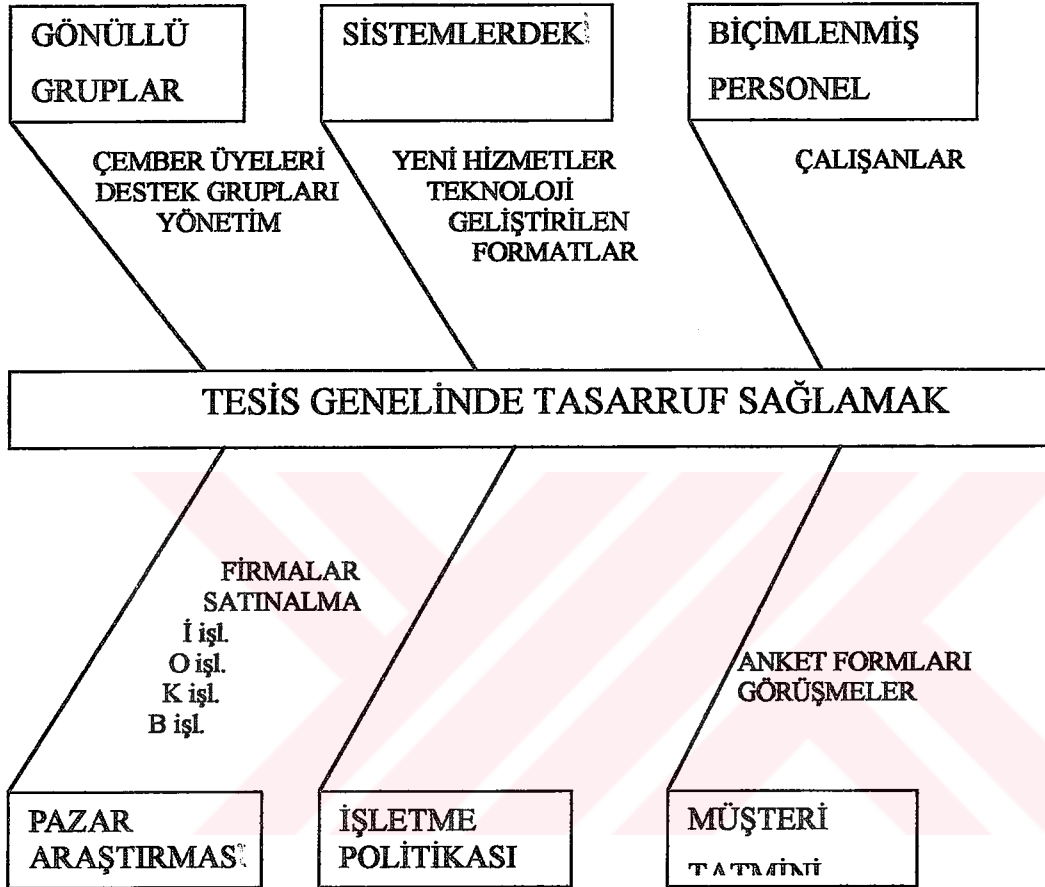 GÖNÜLLÜ
GRUPLAR
SİSTEMLERDEK
BİÇİMLENMİŞ
PERSONEL
ÇEMBER ÜYELERİ
DESTEK GRUPLARI
YÖNETİM
YENİ HİZMETLER
TEKNOLOJİ
GELİŞTİRİLEN
FORMATLAR
ÇALIŞANLAR
TESİS GENELİNDE TASARRUF SAĞLAMAK
FİRMALAR
SATINALMA
İ işl.
O işl.
K işl.
B işl.
ANKET FORMLARI
GÖRÜŞMELER
PAZAR
ARAŞTIRMAS
İŞLETME
POLİTİKASI
MÜŞTERİ
TATMİNİ